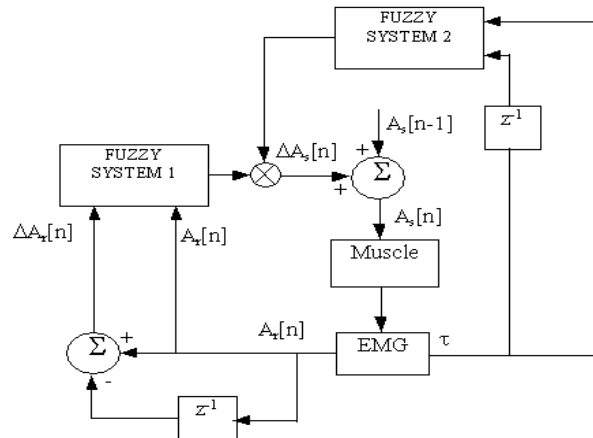 FUZZY
SYSTEM 2
z⁻¹
Aₛ[n-1]
+
ΔAₛ[n]
Σ
+
FUZZY
SYSTEM 1
Aₛ[n]
ΔAᵣ[n]
Aᵣ[n]
Muscle
Aᵣ[n]
EMG
τ
Σ
+
-
z⁻¹